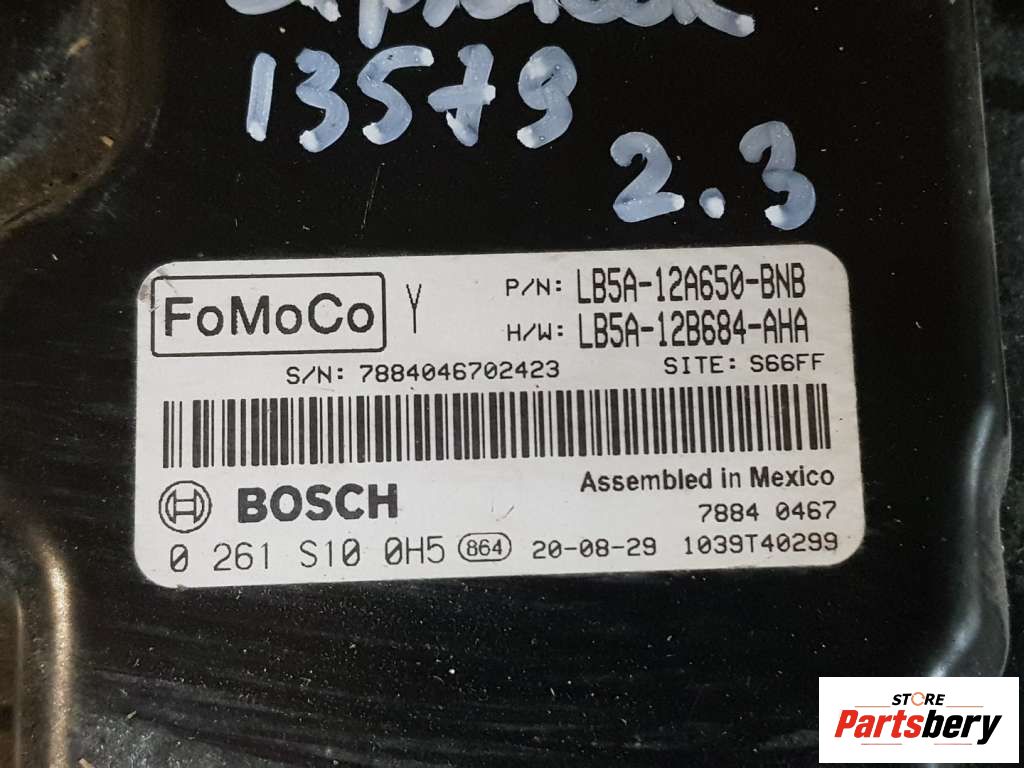 13579
2.3
FoMoCo Y P/N: LB5A-12A650-BNB
H/W: LB5A-12B684-AHA
S/N: 7884046702423 SITE: S66FF
Assembled in Mexico
BOSCH 7884 0467
0 261 S10 0H5 864 20-08-29 1039T40299
STORE
Partsbery